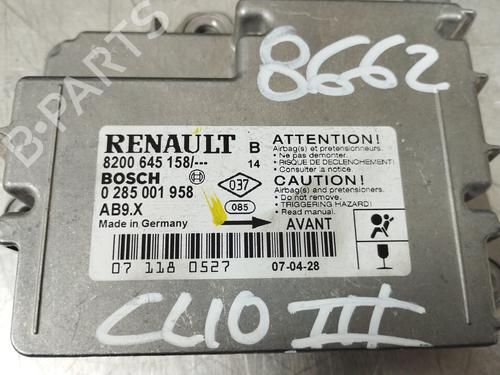 8662
RENAULT B
8200 645 158/--- 14
BOSCH
0 285 001 958
AB9.X
Made in Germany
037
085
AVANT
ATTENTION!
Airbag(s) et pretensionneurs.
• Ne pas demonter.
• RISQUE DE DECLENCHEMENT!
• Consulter la notice.
CAUTION!
Airbag(s) and pretensioners.
• Do not remove.
• TRIGGERING HAZARD!
• Read manual.
07 118 0527
07-04-28
CLIO III
B-PARTS